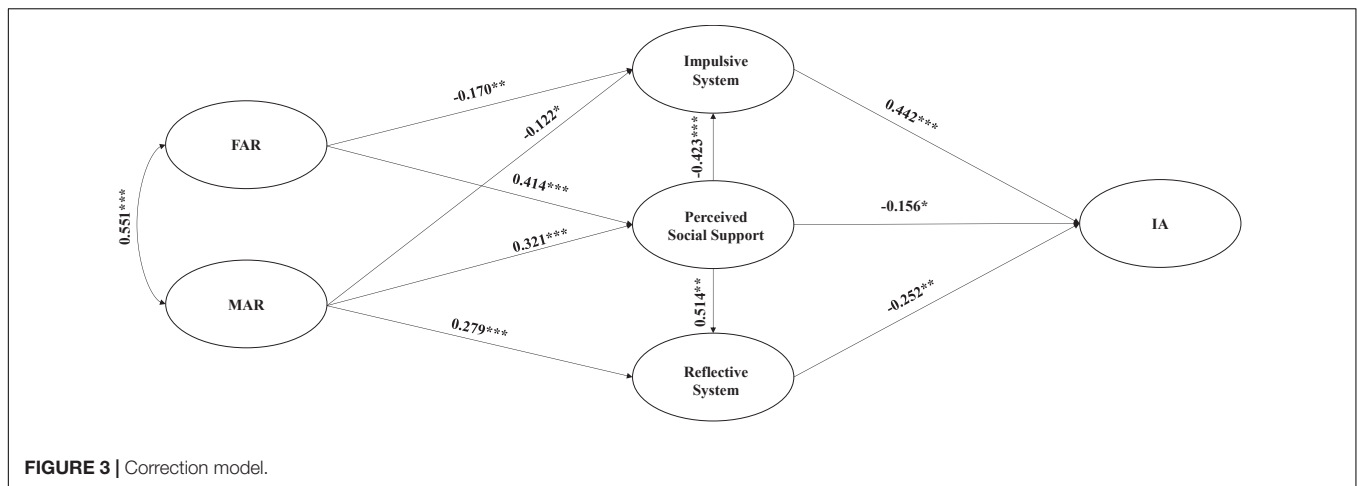 Impulsive
System
-0.170**
-0.122*
0.442***
FAR
-0.423***
0.414***
0.551***
Perceived
Social Support
-0.156*
IA
0.321***
MAR
0.514**
-0.252**
0.279***
Reflective
System
FIGURE 3 | Correction model.